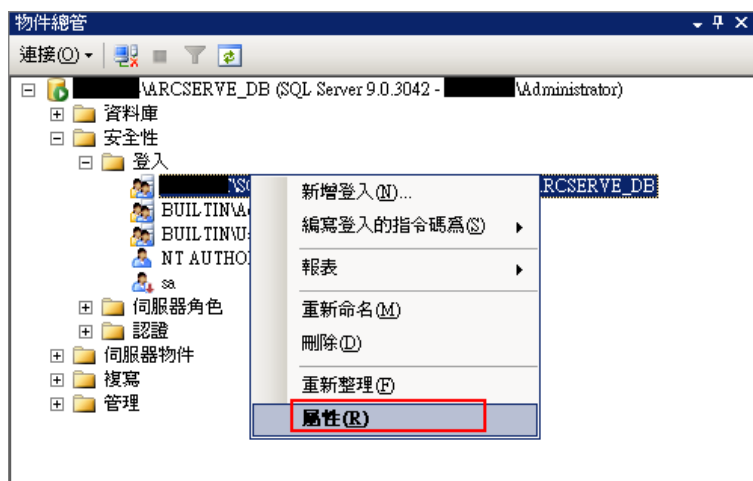 物件總管
連接(O)
\ARCSERVE_DB (SQL Server 9.0.3042 - \Administrator)
資料庫
安全性
登入
RCSERVE_DB
BUILTIN\
BUILTIN\
NT
sa
伺服器角色
認證
伺服器物件
複寫
管理
新增登入(N)...
編寫登入的指令碼為(S)
報表
重新命名(M)
刪除(D)
重新整理(F)
屬性(R)